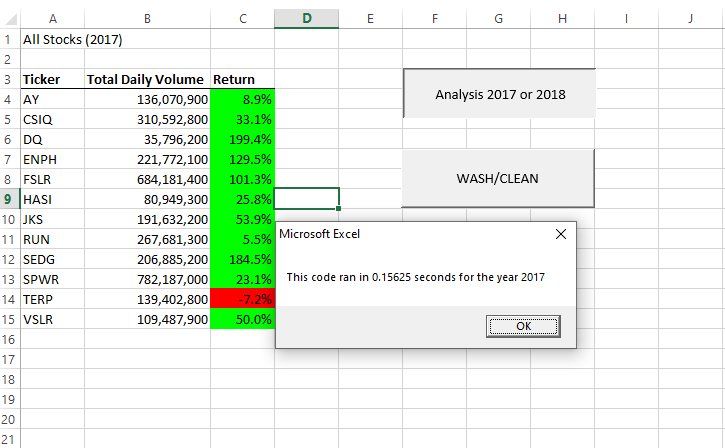 A B C D E F G H I J
1 All Stocks (2017)
2
3 Ticker Total Daily Volume Return
4 AY 136,070,900 8.9%
5 CSIQ 310,592,800 33.1%
6 DQ 35,796,200 199.4%
7 ENPH 221,772,100 129.5%
8 FSLR 684,181,400 101.3%
9 HASI 80,949,300 25.8%
10 JKS 191,632,200 53.9%
11 RUN 267,681,300 5.5%
12 SEDG 206,885,200 184.5%
13 SPWR 782,187,000 23.1%
14 TERP 139,402,800 -7.2%
15 VSLR 109,487,900 50.0%
16
17
18
19
20
21
Analysis 2017 or 2018
WASH/CLEAN
Microsoft Excel
This code ran in 0.15625 seconds for the year 2017
OK